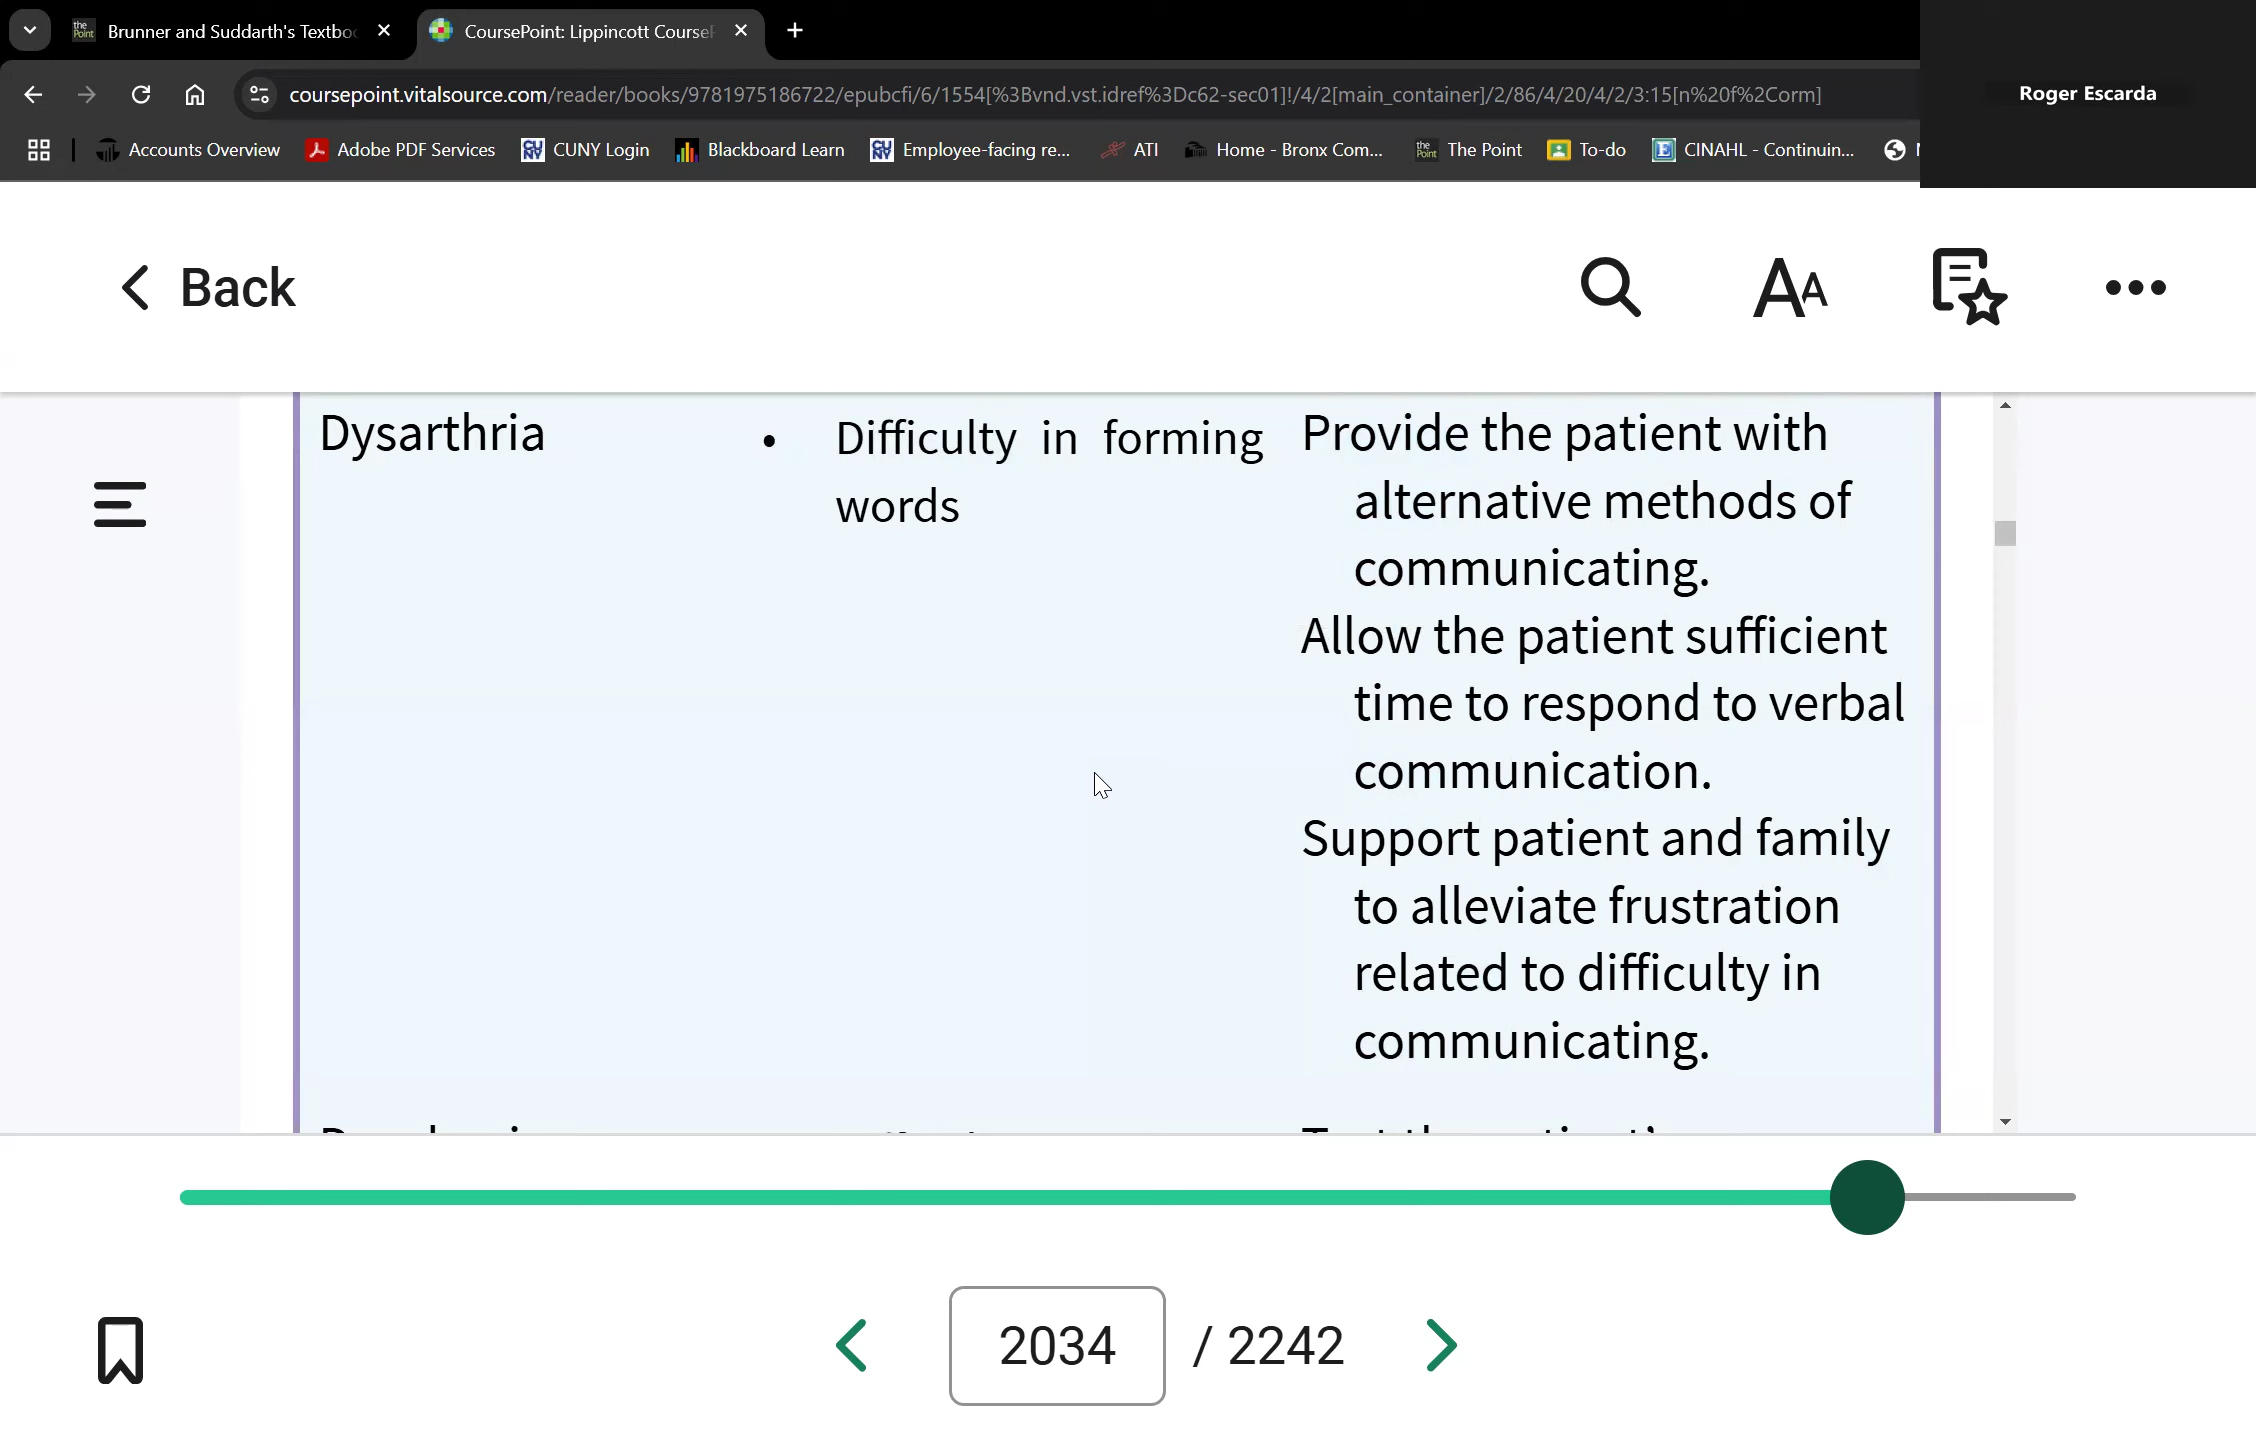 Brunner and Suddarth's Textbo
CoursePoint: Lippincott Course
coursepoint.vitalsource.com/reader/books/9781975186722/epubcfi/6/1554[%3Bvnd.vst.idref%3Dc62-sec01]!/4/2[main_container]/2/86/4/20/4/2/3:15[n%20f%2Corm]
Roger Escarda
Accounts Overview
Adobe PDF Services
CUNY Login
Blackboard Learn
Employee-facing re...
ATI
Home - Bronx Com...
the Point
The Point
To-do
CINAHL - Continuin...
Back
Dysarthria
• Difficulty in forming
words
Provide the patient with
alternative methods of
communicating.
Allow the patient sufficient
time to respond to verbal
communication.
Support patient and family
to alleviate frustration
related to difficulty in
communicating.
2034 / 2242